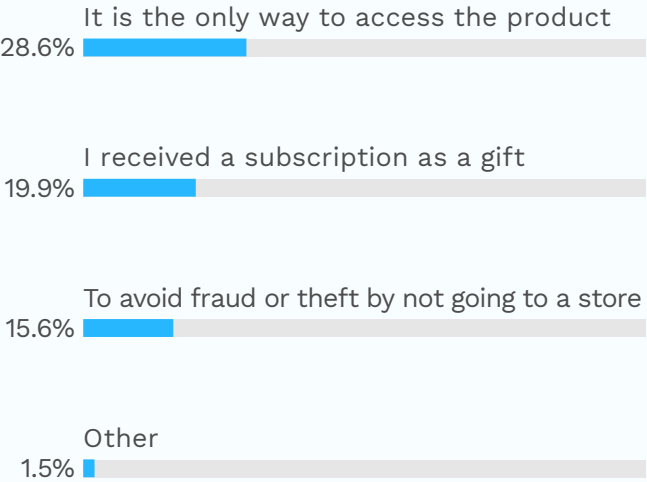 It is the only way to access the product
28.6%
I received a subscription as a gift
19.9%
To avoid fraud or theft by not going to a store
15.6%
Other
1.5%